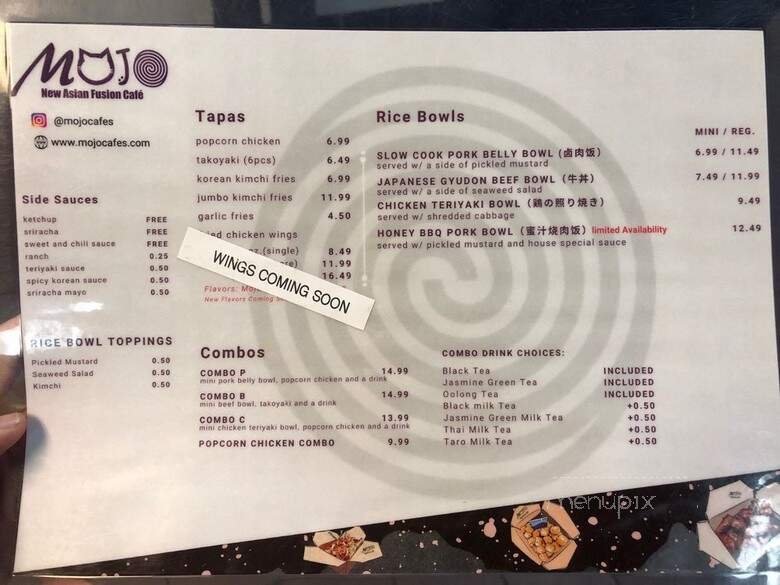 MOJO
New Asian Fusion Café
@mojocafes
www.mojocafes.com
Side Sauces
ketchup FREE
sriracha FREE
sweet and chili sauce FREE
ranch 0.25
teriyaki sauce 0.50
spicy korean sauce 0.50
sriracha mayo 0.50
RICE BOWL TOPPINGS
Pickled Mustard 0.50
Seaweed Salad 0.50
Kimchi 0.50
Tapas
popcorn chicken 6.99
takoyaki (6pcs) 6.49
korean kimchi fries 6.99
jumbo kimchi fries 11.99
garlic fries 4.50
chicken wings
(single) 8.49
11.99
16.49
WINGS COMING SOON
Flavors:
New Flavors Coming
Rice Bowls
MINI / REG.
SLOW COOK PORK BELLY BOWL (卤肉饭) 6.99 / 11.49
served w/ a side of pickled mustard
JAPANESE GYUDON BEEF BOWL (牛丼) 7.49 / 11.99
served w/ a side of seaweed salad
CHICKEN TERIYAKI BOWL (鶏の照り焼き) 9.49
served w/ shredded cabbage
HONEY BBQ PORK BOWL (蜜汁烧肉饭) limited Availability 12.49
served w/ pickled mustard and house special sauce
Combos
COMBO P 14.99
mini pork belly bowl, popcorn chicken and a drink
COMBO B 14.99
mini beef bowl, takoyaki and a drink
COMBO C 13.99
mini chicken teriyaki bowl, popcorn chicken and a drink
POPCORN CHICKEN COMBO 9.99
COMBO DRINK CHOICES:
Black Tea INCLUDED
Jasmine Green Tea INCLUDED
Oolong Tea INCLUDED
Black milk Tea +0.50
Jasmine Green Milk Tea +0.50
Thai Milk Tea +0.50
Taro Milk Tea +0.50
menupix